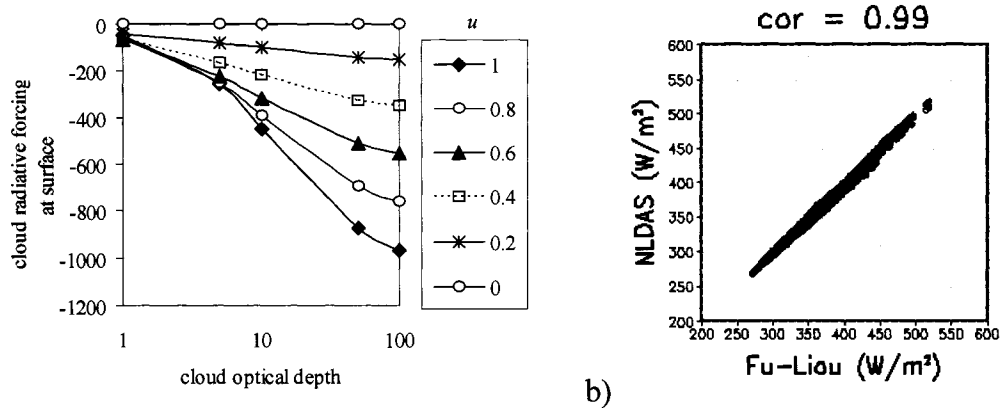 0
-200
-400
-600
-800
-1000
-1200
cloud radiative forcing
at surface
1
10
100
cloud optical depth
u
1
0.8
0.6
0.4
0.2
0
b)
cor = 0.99
600
550
500
450
400
350
300
250
200
NLDAS (W/m²)
200 250 300 350 400 450 500 550 600
Fu-Liou (W/m²)